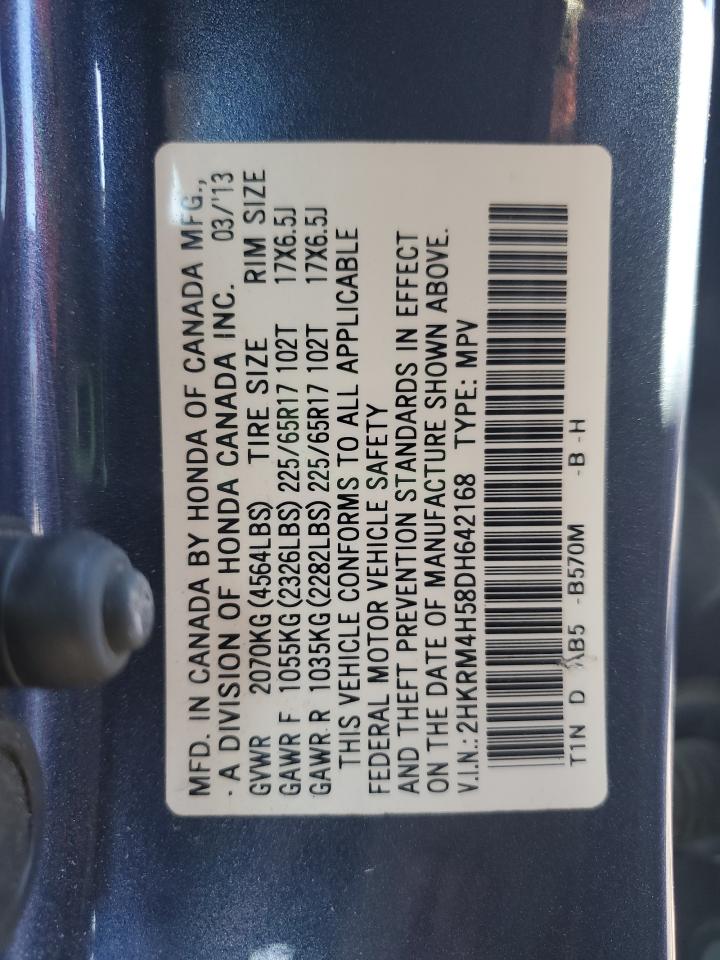 MFD. IN CANADA BY HONDA OF CANADA MFG.,
A DIVISION OF HONDA CANADA INC. 03/'13
GVWR 2070KG (4564LBS) TIRE SIZE RIM SIZE
GAWR F 1055KG (2326LBS) 225/65R17 102T 17X6.5J
GAWR R 1035KG (2282LBS) 225/65R17 102T 17X6.5J
THIS VEHICLE CONFORMS TO ALL APPLICABLE
FEDERAL MOTOR VEHICLE SAFETY
AND THEFT PREVENTION STANDARDS IN EFFECT
ON THE DATE OF MANUFACTURE SHOWN ABOVE.
V.I.N.: 2HKRM4H58DH642168 TYPE: MPV
T1N D AB5 -B570M -B -H